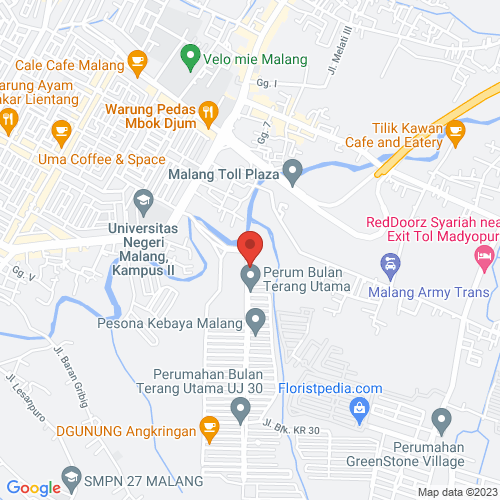 Cale Cafe Malang
Velo mie Malang
Jl. Melati III
Gg. I
arung Ayam
kar Lientang
Warung Pedas
Mbok Djum
Gg. 7
Tilik Kawan
Cafe and Eatery
Uma Coffee & Space
Malang Toll Plaza
Universitas
Negeri
Malang,
Kampus II
RedDoorz Syariah nea
Exit Tol Madyopur
Gg. V
Perum Bulan
Terang Utama
Malang Army Trans
Pesona Kebaya Malang
Jl. Baran Gribig
Jl. Lesanpuro
Perumahan Bulan
Terang Utama UJ 30
Floristpedia.com
Jl. Blk. KR 30
DGUNUNG Angkringan
Perumahan
GreenStone Village
SMPN 27 MALANG
Google
Map data ©2023